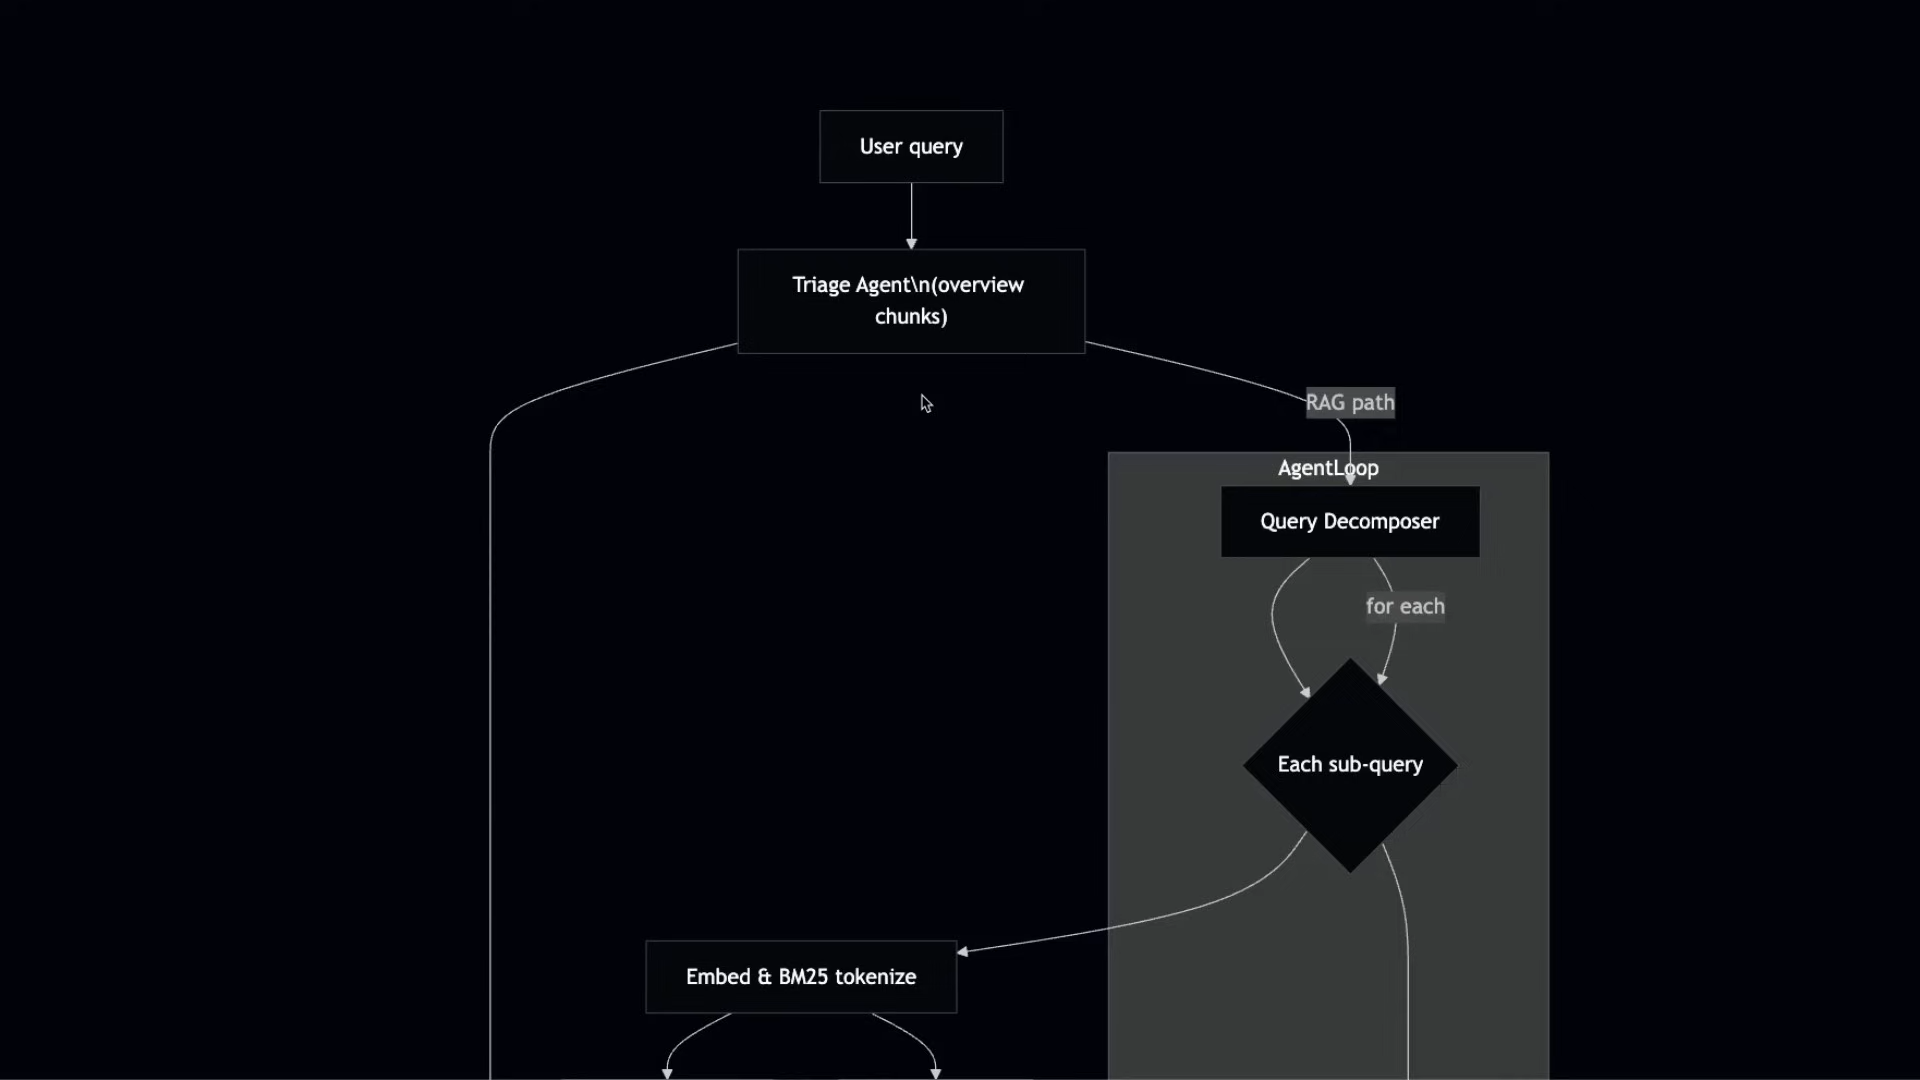 User query
Triage Agent\n(overview
chunks)
RAG path
AgentLoop
Query Decomposer
for each
Each sub-query
Embed & BM25 tokenize